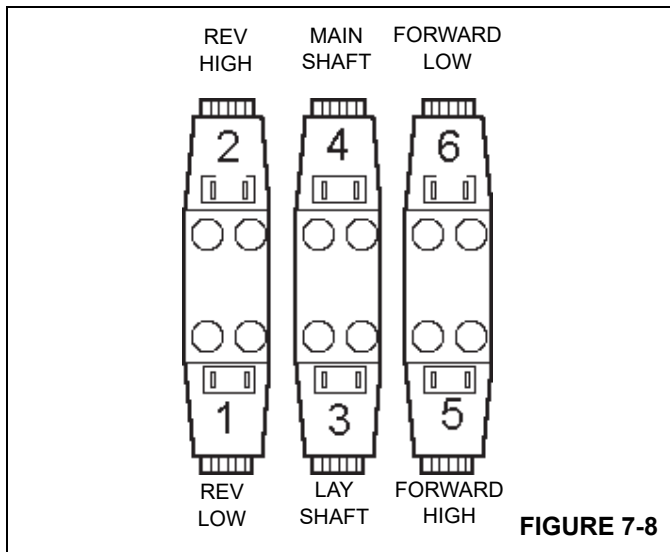 REV MAIN FORWARD
HIGH SHAFT LOW
2 4 6
1 3 5
REV LAY FORWARD
LOW SHAFT HIGH
FIGURE 7-8